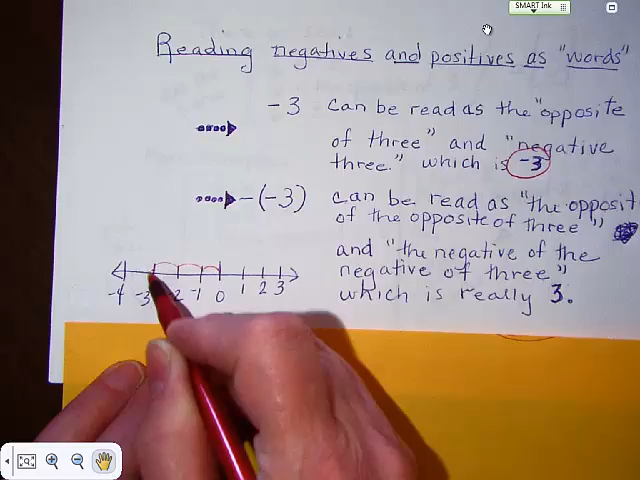 SMART Ink
Reading negatives and positives as "words"
-3 can be read as the "opposite
of three" and "negative
three." which is -3
-(-3) can be read as "the opposit
of the opposite of three"
and "the negative of the
negative of three"
which is really 3.
-4 -3 2 -1 0 1 2 3